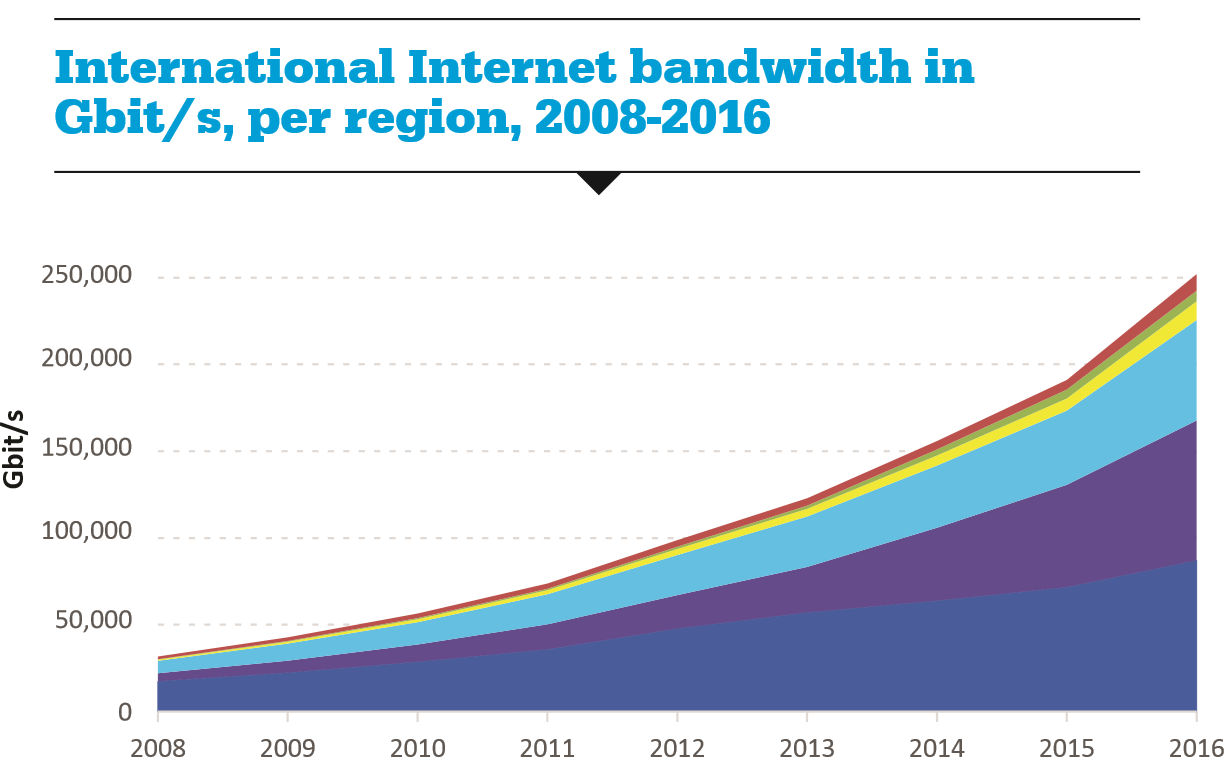 International Internet bandwidth in
Gbit/s, per region, 2008-2016
250,000
200,000
150,000
100,000
50,000
0
Gbit/s
2008 2009 2010 2011 2012 2013 2014 2015 2016